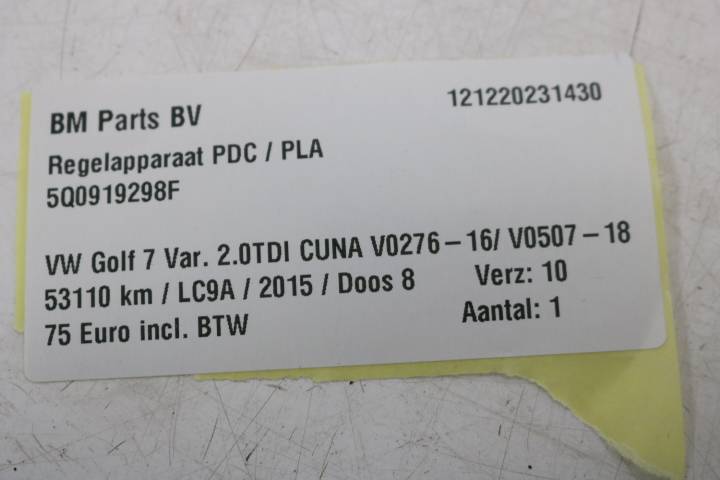 BM Parts BV 121220231430
Regelapparaat PDC / PLA
5Q0919298F
VW Golf 7 Var. 2.0TDI CUNA V0276-16/ V0507-18
53110 km / LC9A / 2015 / Doos 8 Verz: 10
75 Euro incl. BTW Aantal: 1